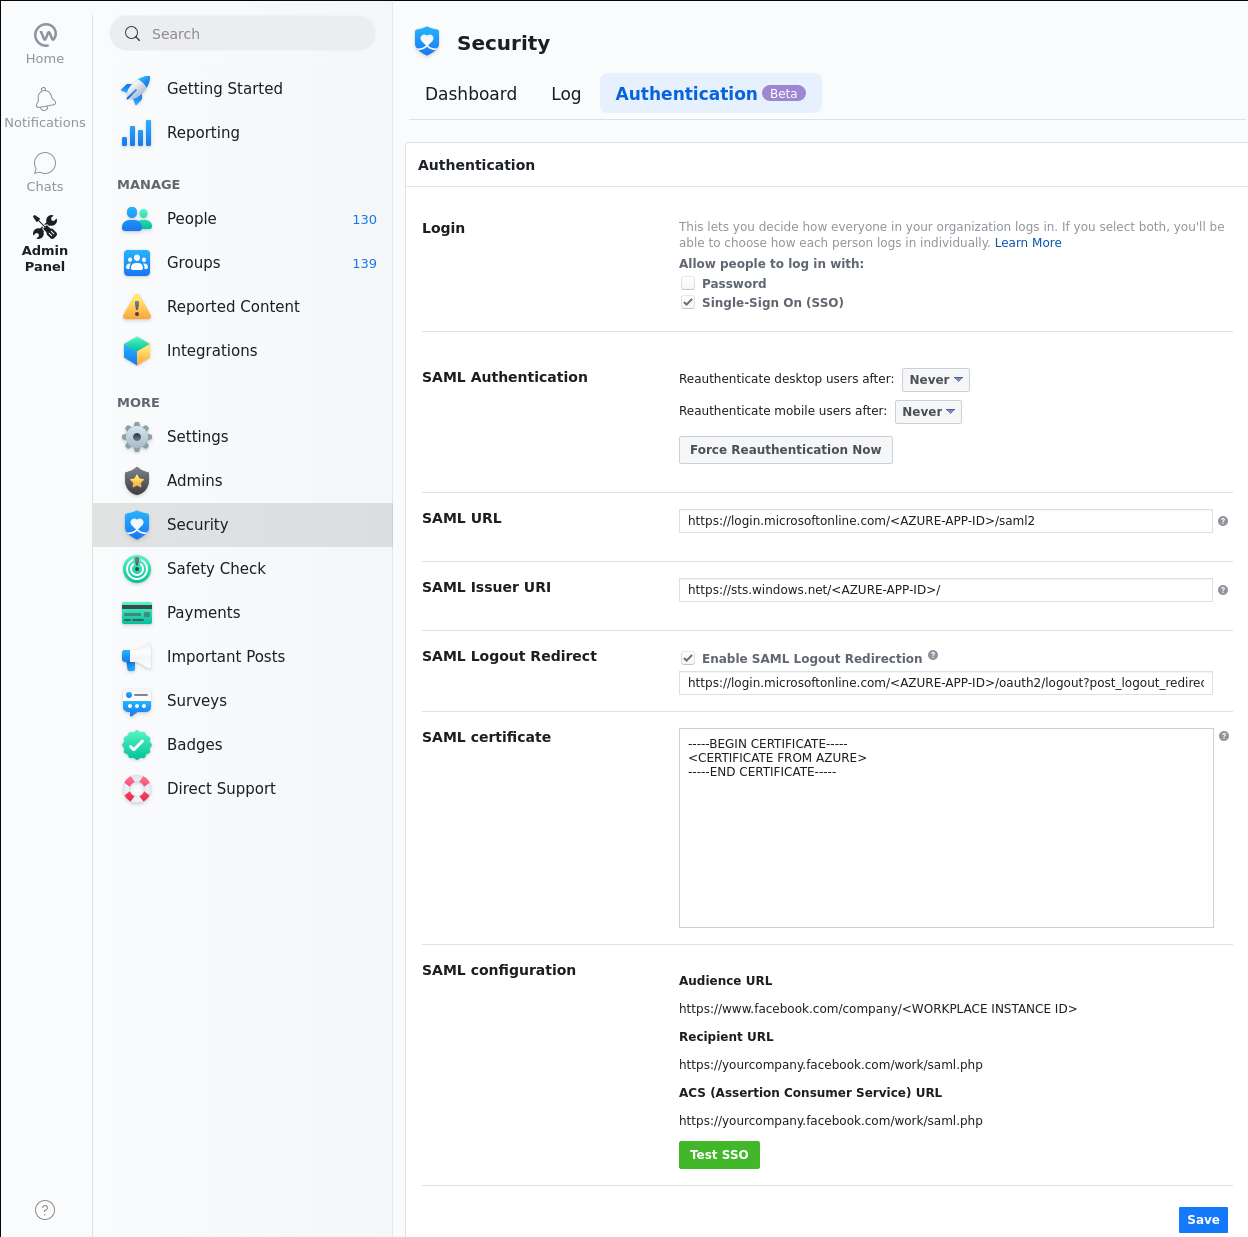 Home
Notifications
Chats
Admin
Panel
Search
Getting Started
Reporting
MANAGE
People 130
Groups 139
Reported Content
Integrations
MORE
Settings
Admins
Security
Safety Check
Payments
Important Posts
Surveys
Badges
Direct Support
?
Security
Dashboard Log Authentication Beta
Authentication
Login
This lets you decide how everyone in your organization logs in. If you select both, you'll be
able to choose how each person logs in individually. Learn More
Allow people to log in with:
Password
Single-Sign On (SSO)
SAML Authentication
Reauthenticate desktop users after: Never
Reauthenticate mobile users after: Never
Force Reauthentication Now
SAML URL
https://login.microsoftonline.com/<AZURE-APP-ID>/saml2 ?
SAML Issuer URI
https://sts.windows.net/<AZURE-APP-ID>/ ?
SAML Logout Redirect
Enable SAML Logout Redirection ?
https://login.microsoftonline.com/<AZURE-APP-ID>/oauth2/logout?post_logout_redirec
SAML certificate
-----BEGIN CERTIFICATE----- ?
<CERTIFICATE FROM AZURE>
-----END CERTIFICATE-----
SAML configuration
Audience URL
https://www.facebook.com/company/<WORKPLACE INSTANCE ID>
Recipient URL
https://yourcompany.facebook.com/work/saml.php
ACS (Assertion Consumer Service) URL
https://yourcompany.facebook.com/work/saml.php
Test SSO
Save